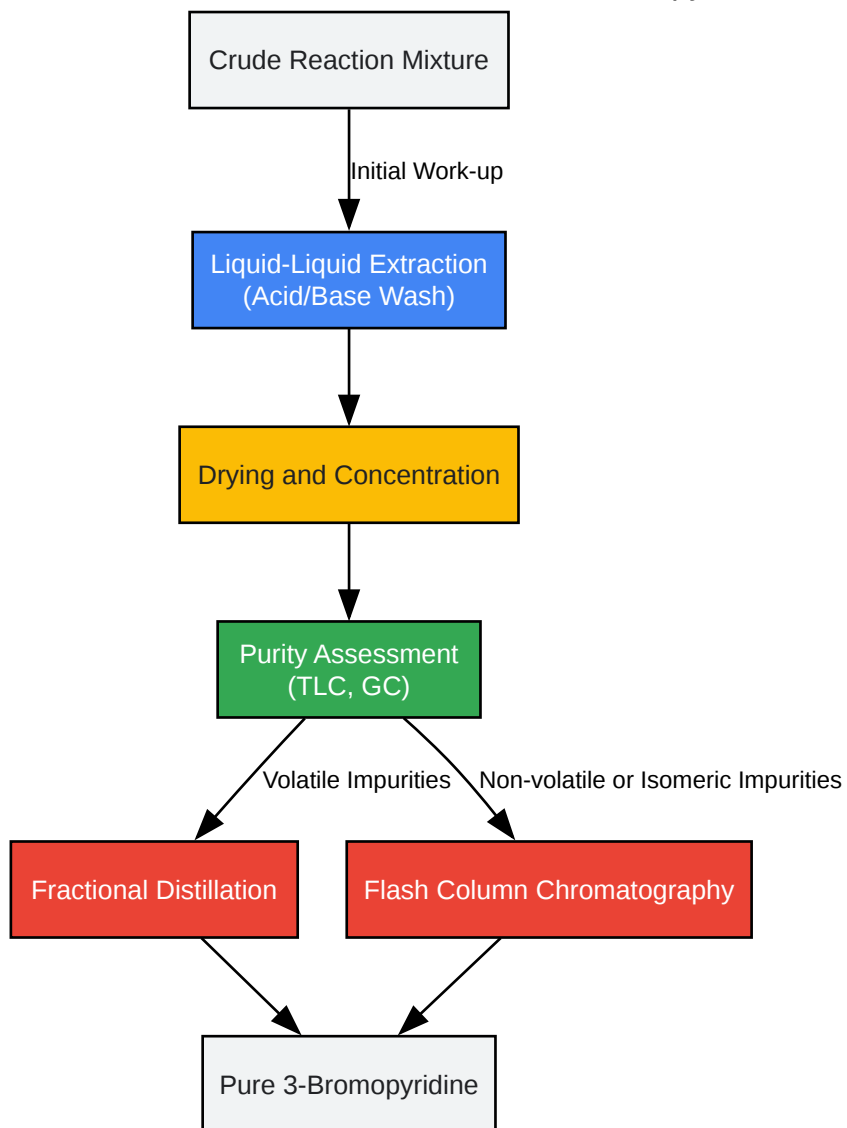 Crude Reaction Mixture
Initial Work-up
Liquid-Liquid Extraction
(Acid/Base Wash)
Drying and Concentration
Purity Assessment
(TLC, GC)
Volatile Impurities
Non-volatile or Isomeric Impurities
Fractional Distillation
Flash Column Chromatography
Pure 3-Bromopyridine